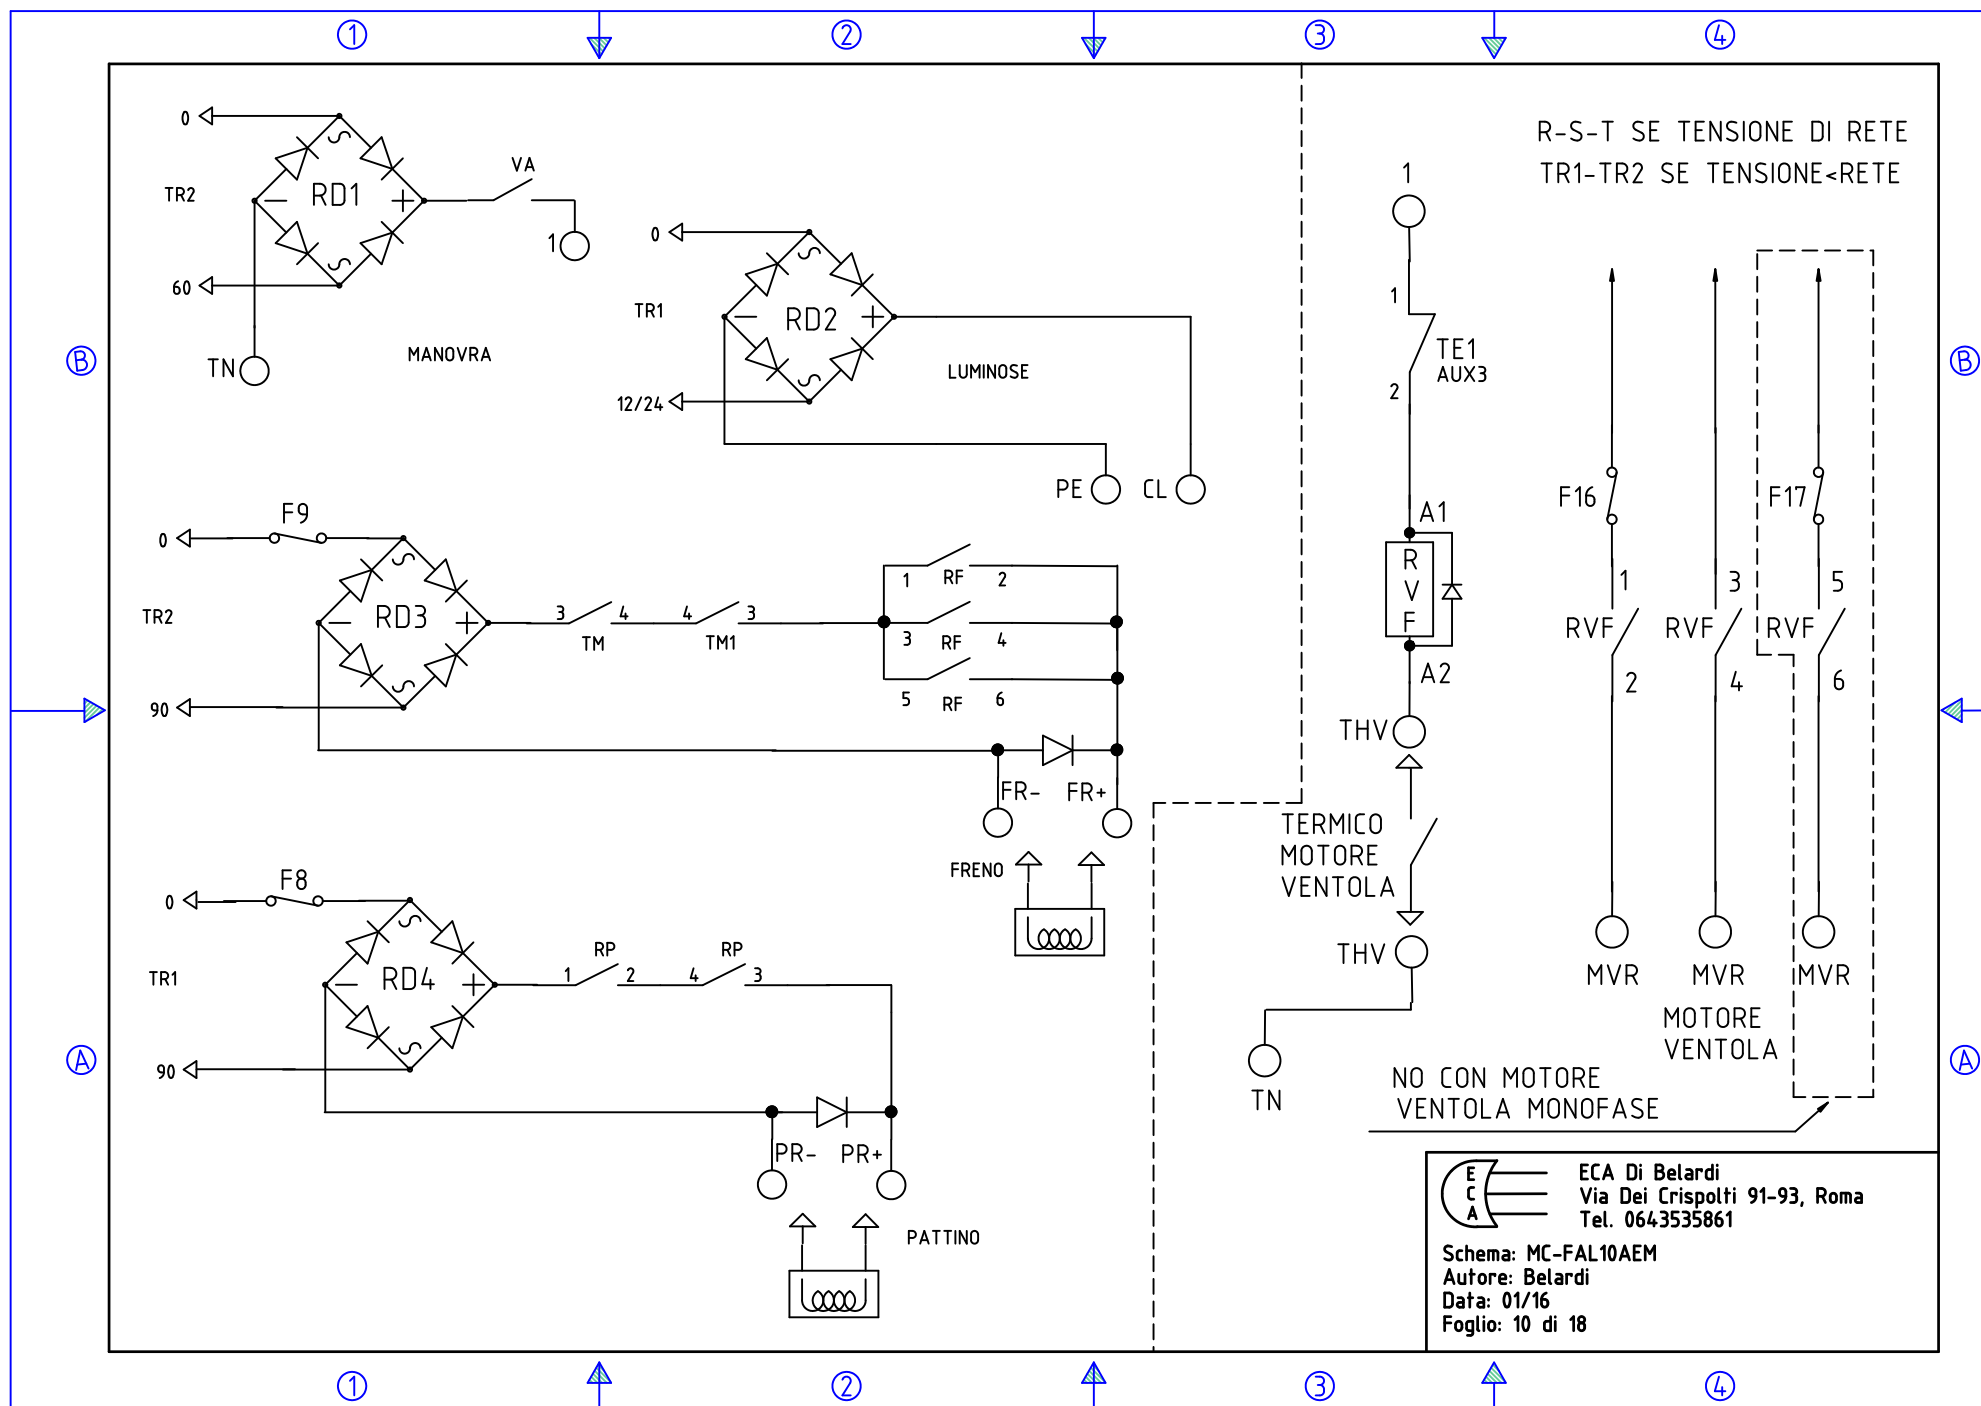 1
2
3
4
R-S-T SE TENSIONE DI RETE
TR1-TR2 SE TENSIONE<RETE
0
TR2
RD1
60
TN
VA
1
MANOVRA
0
TR1
RD2
12/24
LUMINOSE
PE
CL
B
B
F9
0
TR2
RD3
90
3
4
TM
4
3
TM1
1
RF
2
3
RF
4
5
RF
6
FR-
FR+
FRENO
F8
0
TR1
RD4
90
1
RP
2
4
RP
3
PR-
PR+
PATTINO
A
A
1
1
TE1
AUX3
2
A1
R
V
F
A2
THV
TERMICO
MOTORE
VENTOLA
THV
TN
F16
F17
1
RVF
2
3
RVF
4
5
RVF
6
MVR
MVR
MVR
MOTORE
VENTOLA
NO CON MOTORE
VENTOLA MONOFASE
E
C
A
ECA Di Belardi
Via Dei Crispolti 91-93, Roma
Tel. 0643535861
Schema: MC-FAL10AEM
Autore: Belardi
Data: 01/16
Foglio: 10 di 18
1
2
3
4